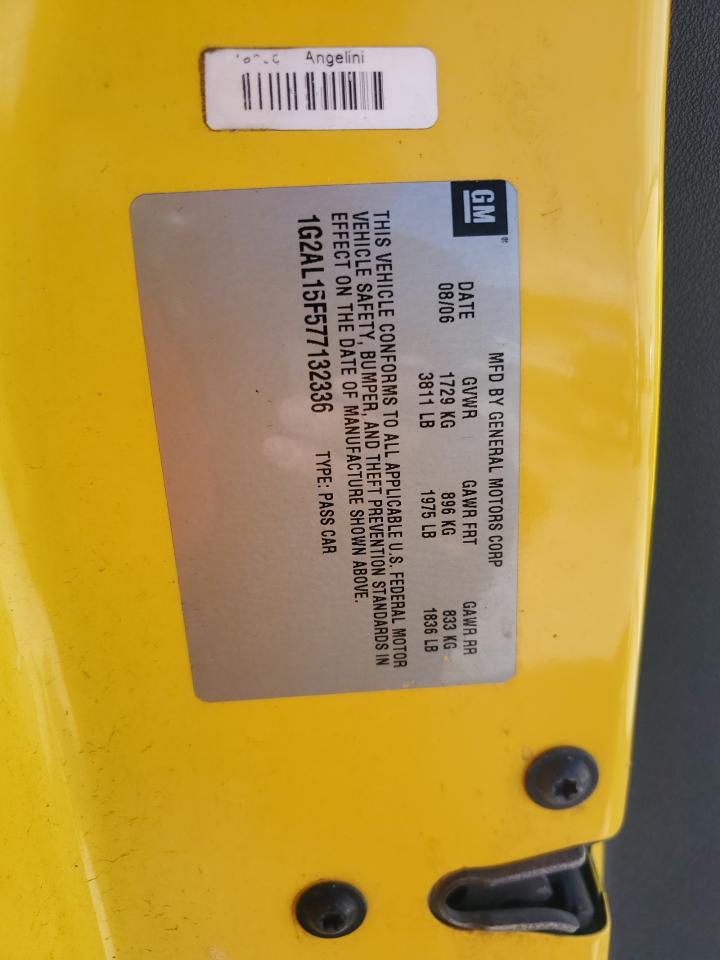 Angelini
GM®
MFD BY GENERAL MOTORS CORP
DATE GVWR GAWR FRT GAWR RR
08/06 1729 KG 896 KG 833 KG
3811 LB 1975 LB 1836 LB
THIS VEHICLE CONFORMS TO ALL APPLICABLE U.S. FEDERAL MOTOR
VEHICLE SAFETY, BUMPER, AND THEFT PREVENTION STANDARDS IN
EFFECT ON THE DATE OF MANUFACTURE SHOWN ABOVE.
1G2AL15F577132336 TYPE: PASS CAR